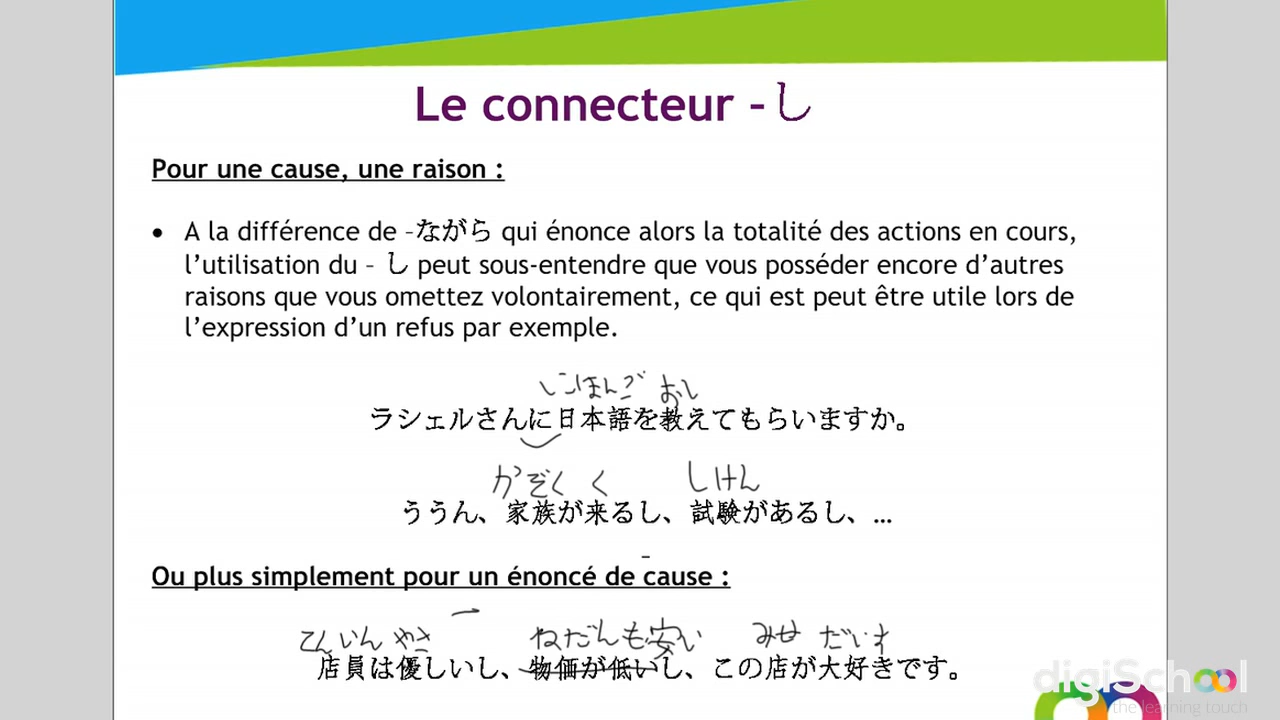 Le connecteur –し
Pour une cause, une raison :
• A la différence de –ながら qui énonce alors la totalité des actions en cours,
l’utilisation du – し peut sous-entendre que vous posséder encore d’autres
raisons que vous omettez volontairement, ce qui est peut être utile lors de
l’expression d’un refus par exemple.
にほんご おし
ラシェルさんに日本語を教えてもらいますか。
かぞく く しけん
ううん、家族が来るし、試験があるし、…
Ou plus simplement pour un énoncé de cause :
てんいん やさ ねだんも安い みせ だいす
店員は優しいし、物価が低いし、この店が大好きです。
digiSchool
the learning touch